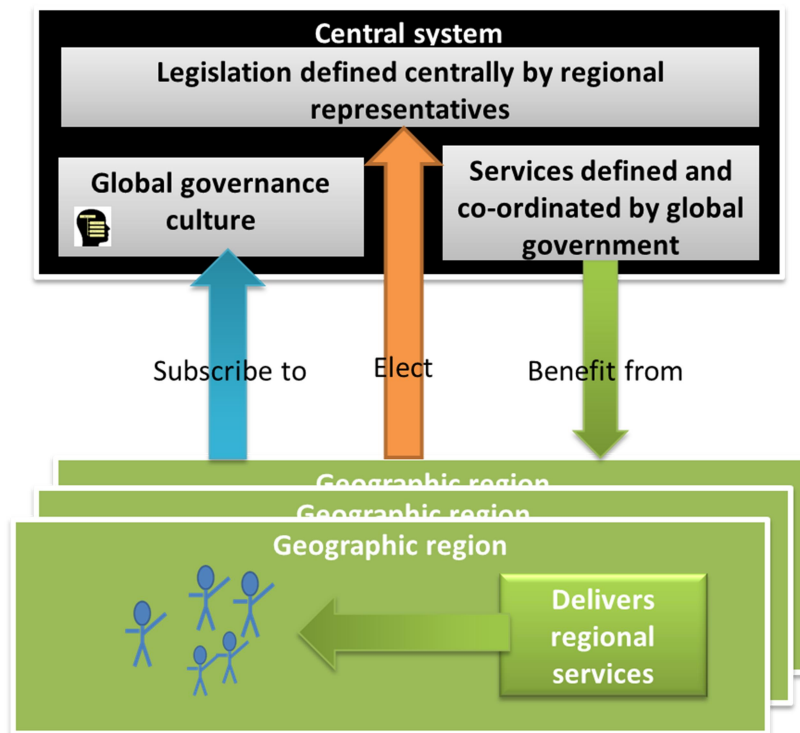 Central system
Legislation defined centrally by regional
representatives
Global governance
culture
Services defined and
co-ordinated by global
government
Subscribe to
Elect
Benefit from
Geographic region
Geographic region
Geographic region
Delivers
regional
services